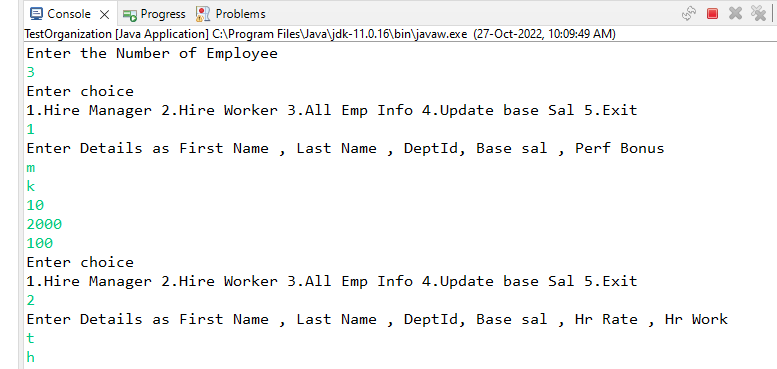 Console Progress Problems
TestOrganization [Java Application] C:\Program Files\Java\jdk-11.0.16\bin\javaw.exe (27-Oct-2022, 10:09:49 AM)
Enter the Number of Employee
3
Enter choice
1.Hire Manager 2.Hire Worker 3.All Emp Info 4.Update base Sal 5.Exit
1
Enter Details as First Name , Last Name , DeptId, Base sal , Perf Bonus
m
k
10
2000
100
Enter choice
1.Hire Manager 2.Hire Worker 3.All Emp Info 4.Update base Sal 5.Exit
2
Enter Details as First Name , Last Name , DeptId, Base sal , Hr Rate , Hr Work
t
h